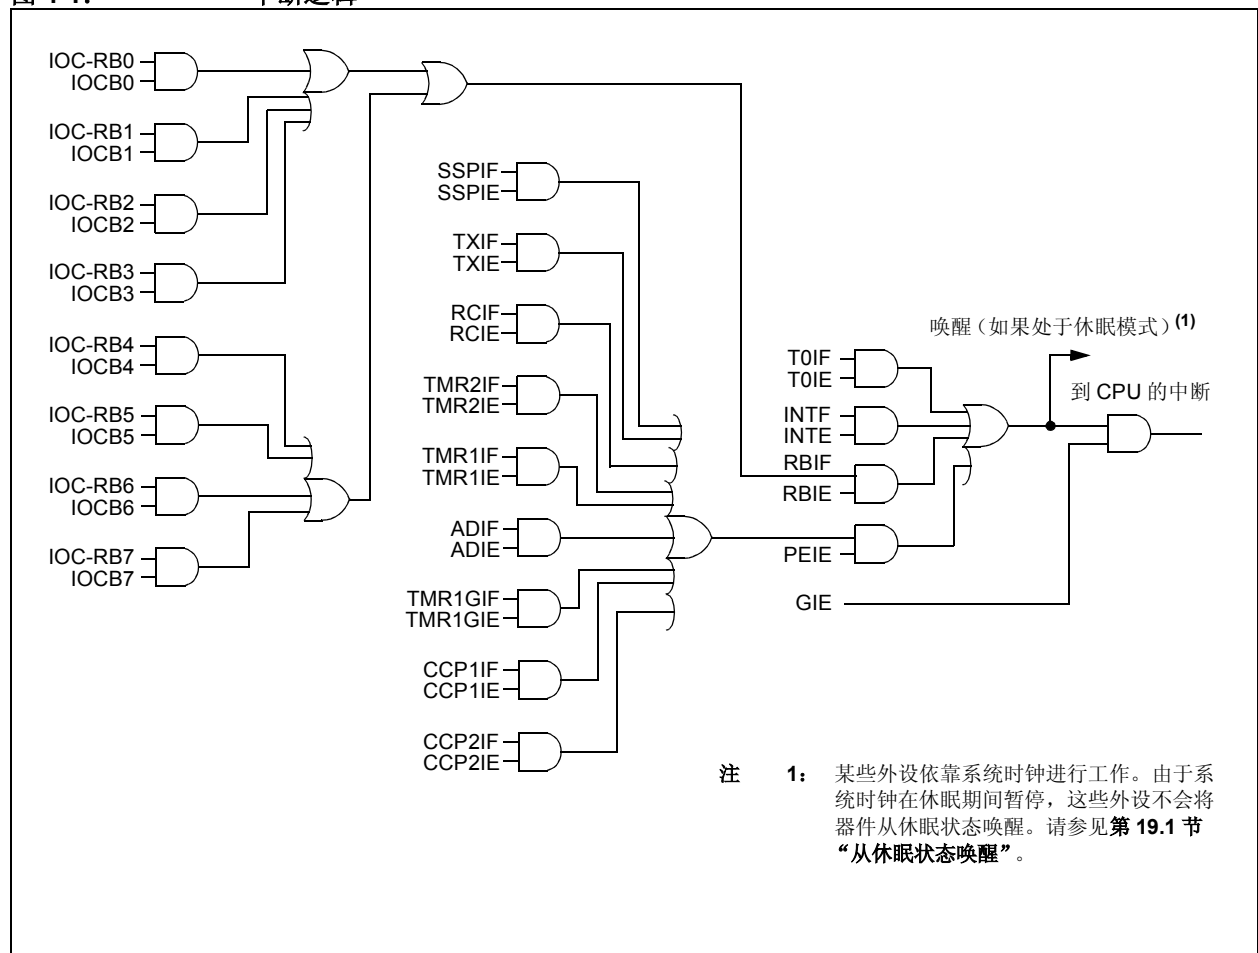 IOC-RB0
IOCB0
IOC-RB1
IOCB1
IOC-RB2
IOCB2
IOC-RB3
IOCB3
IOC-RB4
IOCB4
IOC-RB5
IOCB5
IOC-RB6
IOCB6
IOC-RB7
IOCB7
SSPIF
SSPIE
TXIF
TXIE
RCIF
RCIE
TMR2IF
TMR2IE
TMR1IF
TMR1IE
ADIF
ADIE
TMR1GIF
TMR1GIE
CCP1IF
CCP1IE
CCP2IF
CCP2IE
唤醒（如果处于休眠模式）(1)
T0IF
T0IE
到 CPU 的中断
INTF
INTE
RBIF
RBIE
PEIE
GIE
注 1： 某些外设依靠系统时钟进行工作。由于系
统时钟在休眠期间暂停，这些外设不会将
器件从休眠状态唤醒。请参见第 19.1 节
“从休眠状态唤醒”。